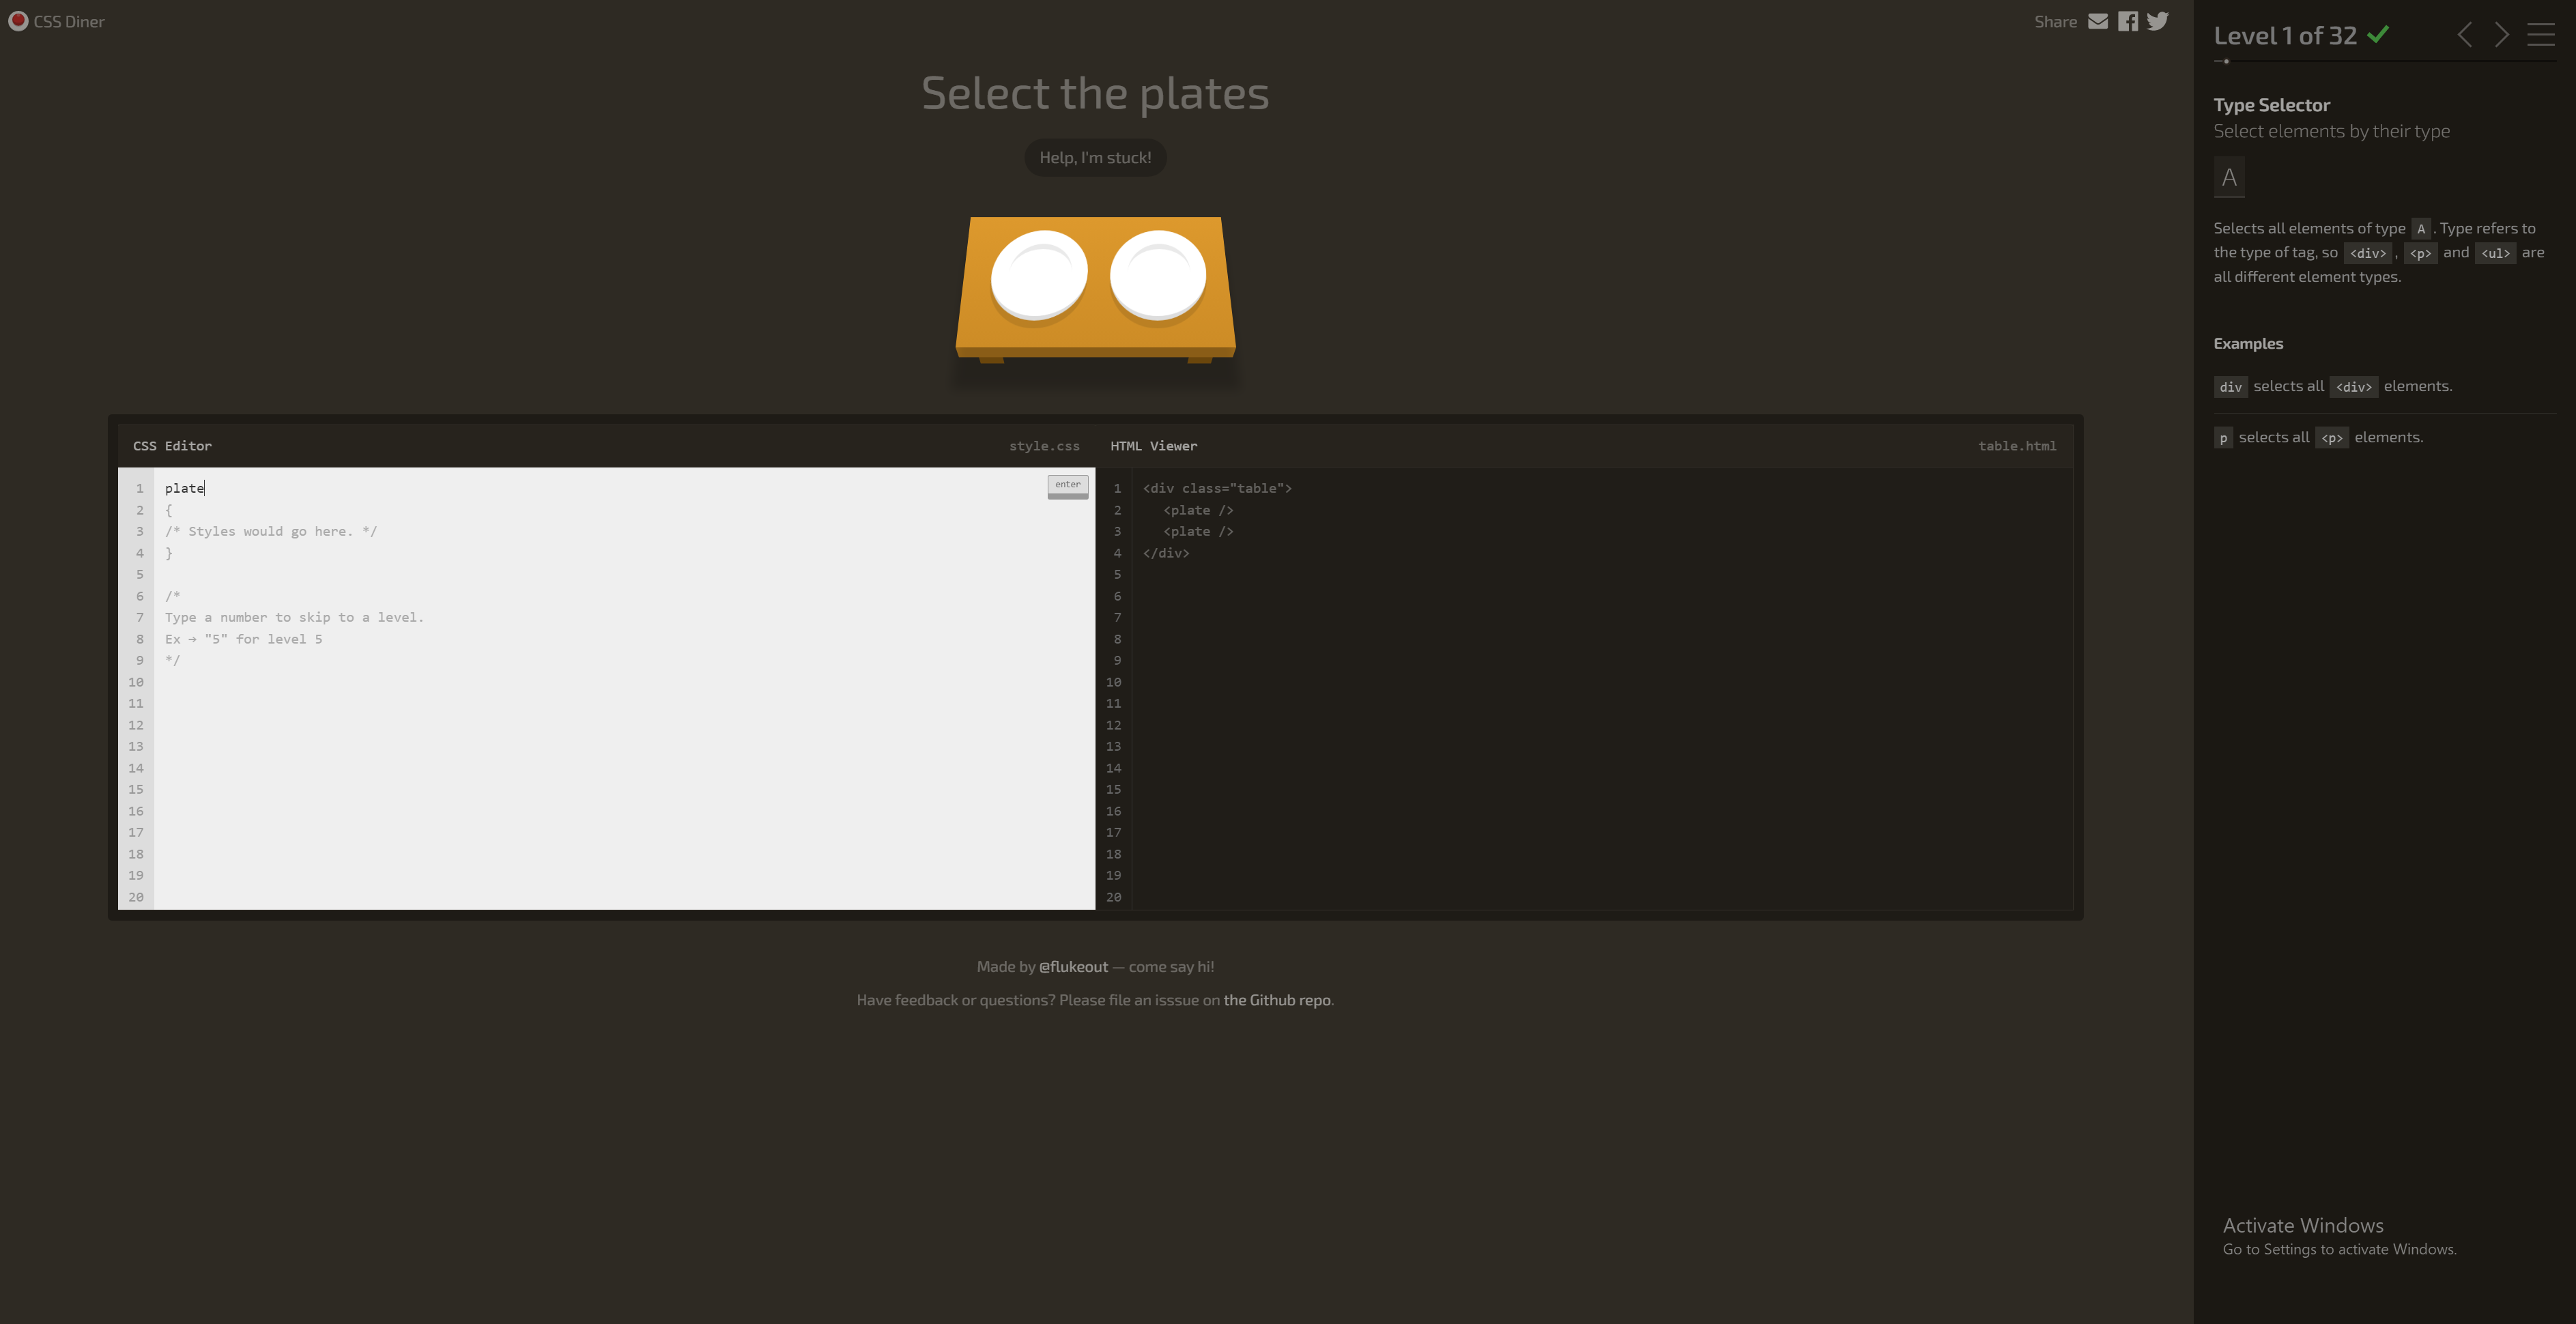 CSS Diner
Share
Select the plates
Help, I'm stuck!
CSS Editor style.css
1 plate
2 {
3 /* Styles would go here. */
4 }
5
6 /*
7 Type a number to skip to a level.
8 Ex → "5" for level 5
9 */
10
11
12
13
14
15
16
17
18
19
20
enter
HTML Viewer table.html
1 <div class="table">
2 <plate />
3 <plate />
4 </div>
5
6
7
8
9
10
11
12
13
14
15
16
17
18
19
20
Made by @flukeout — come say hi!
Have feedback or questions? Please file an isssue on the Github repo.
Level 1 of 32
Type Selector
Select elements by their type
A
Selects all elements of type A. Type refers to
the type of tag, so <div>, <p> and <ul> are
all different element types.
Examples
div selects all <div> elements.
p selects all <p> elements.
Activate Windows
Go to Settings to activate Windows.